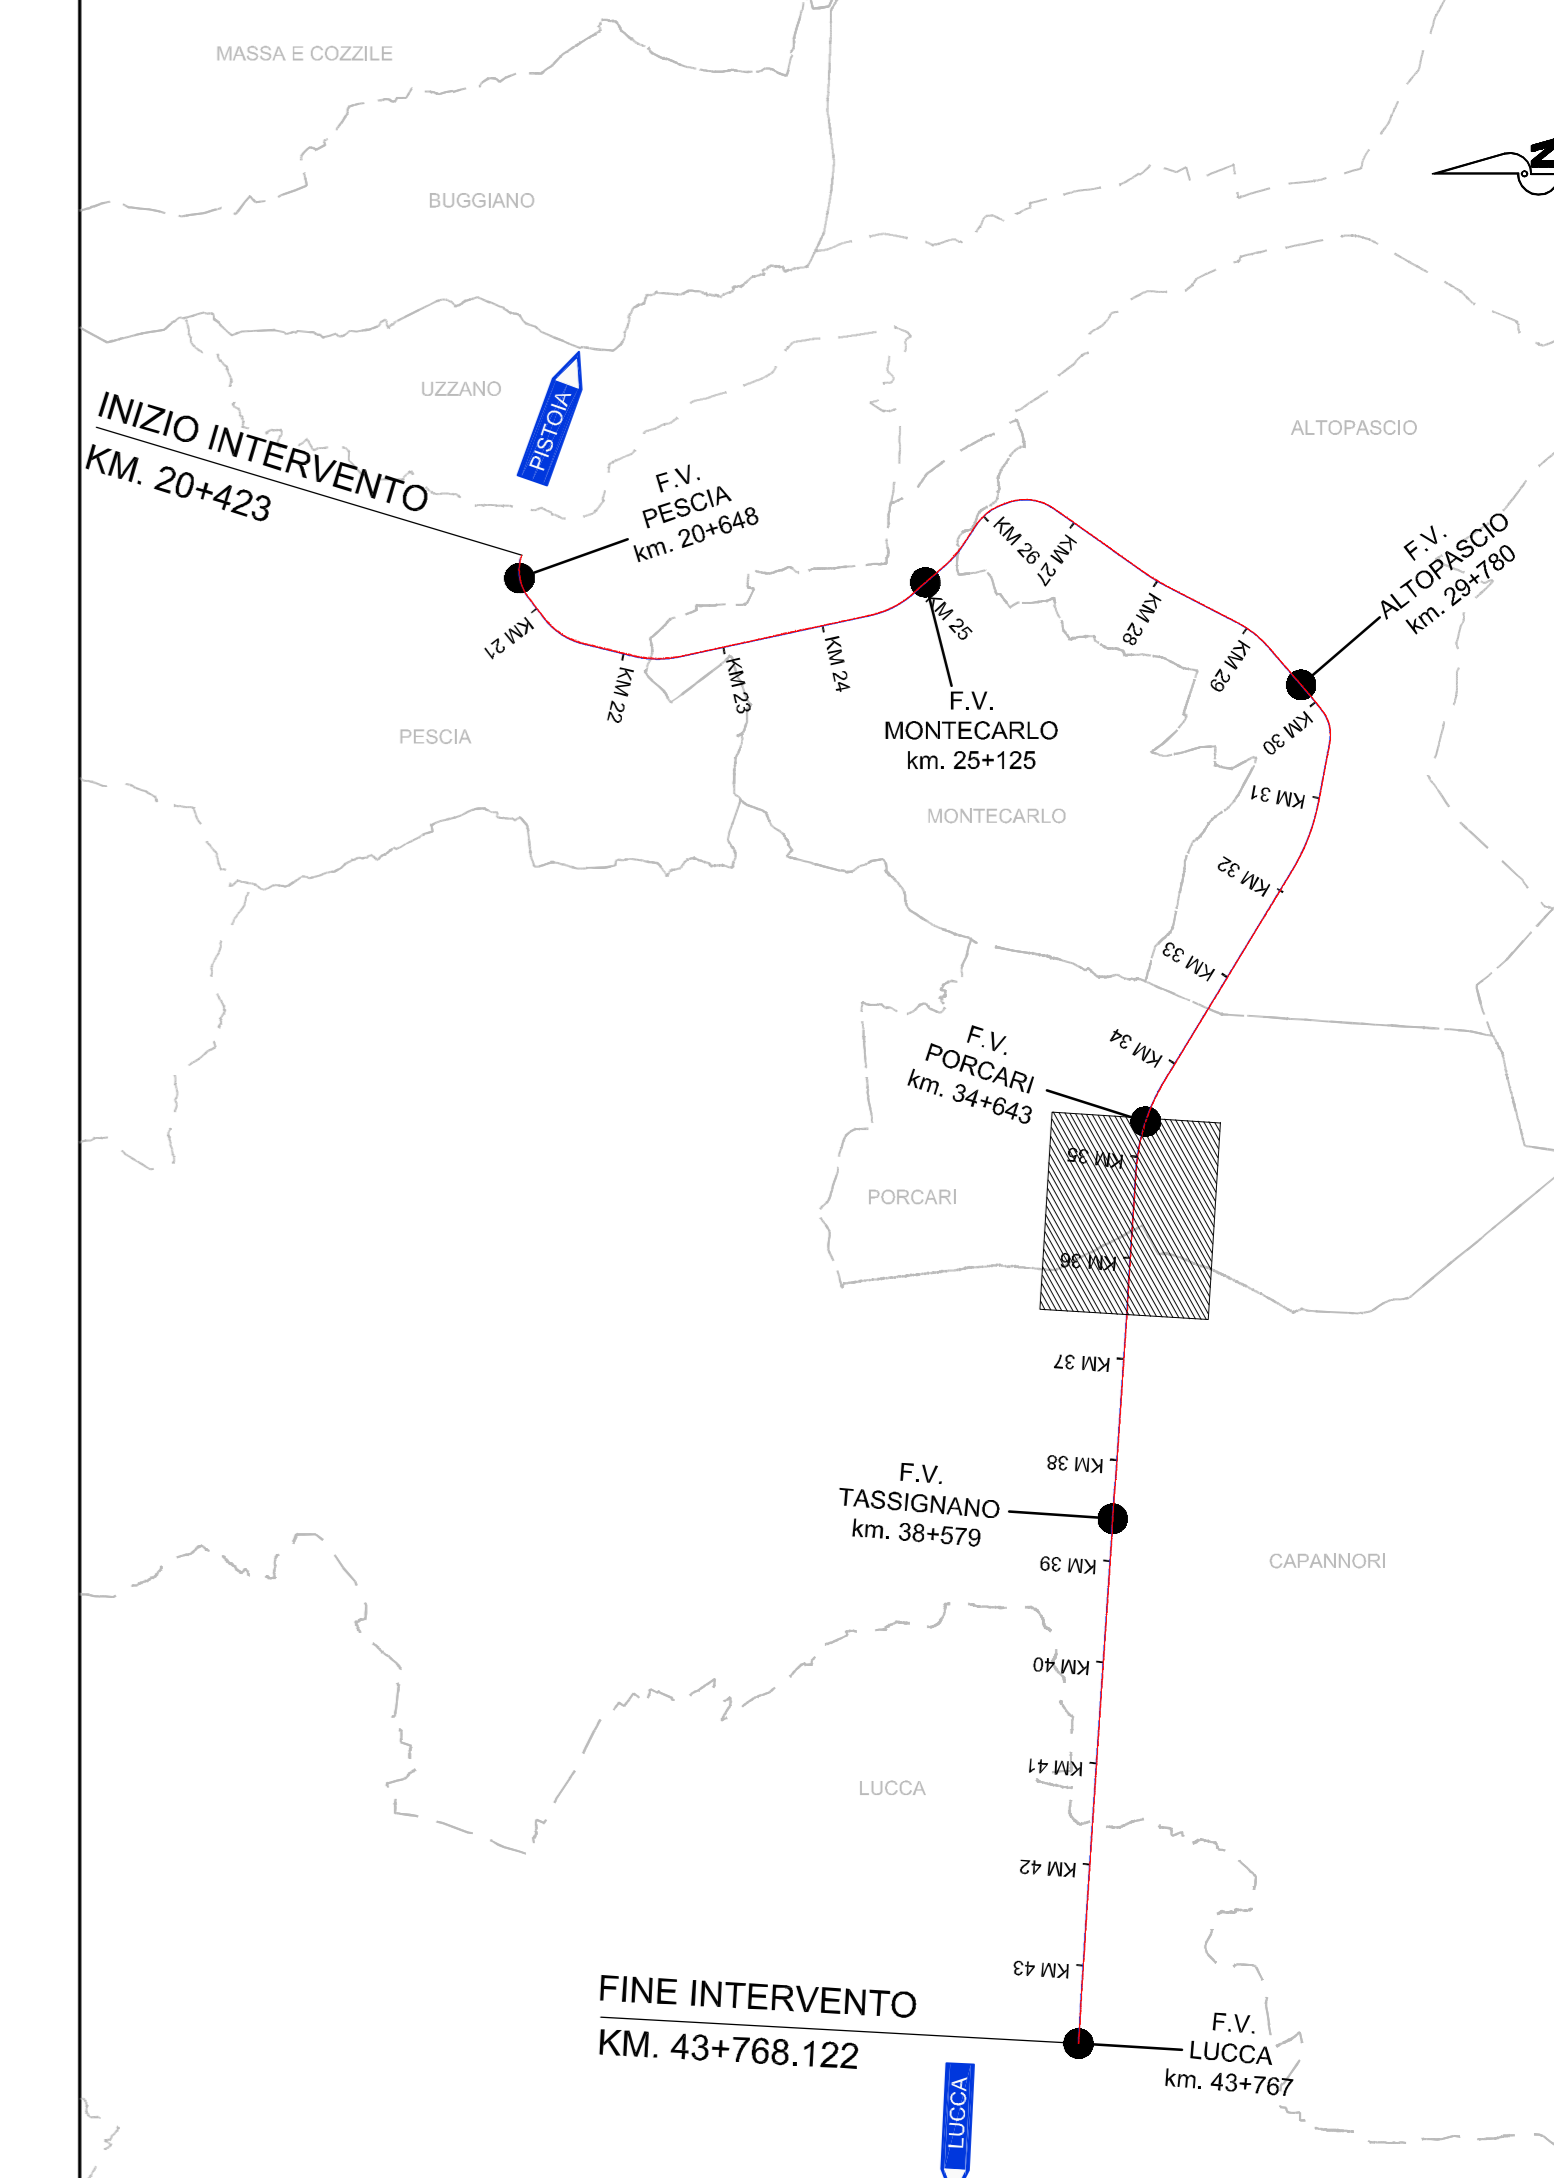 MASSA E COZZILE
N
BUGGIANO
UZZANO
PISTOIA
ALTOPASCIO
INIZIO INTERVENTO
KM. 20+423
F.V.
PESCIA
km. 20+648
F.V.
ALTOPASCIO
km. 29+780
KM 21
KM 22
KM 23
KM 24
KM 25
KM 26
KM 27
KM 28
KM 29
KM 30
F.V.
MONTECARLO
km. 25+125
PESCIA
MONTECARLO
KM 31
KM 32
KM 33
KM 34
F.V.
PORCARI
km. 34+643
KM 35
PORCARI
KM 36
KM 37
KM 38
F.V.
TASSIGNANO
km. 38+579
KM 39
CAPANNORI
KM 40
KM 41
LUCCA
KM 42
KM 43
FINE INTERVENTO
KM. 43+768.122
F.V.
LUCCA
km. 43+767
LUCCA